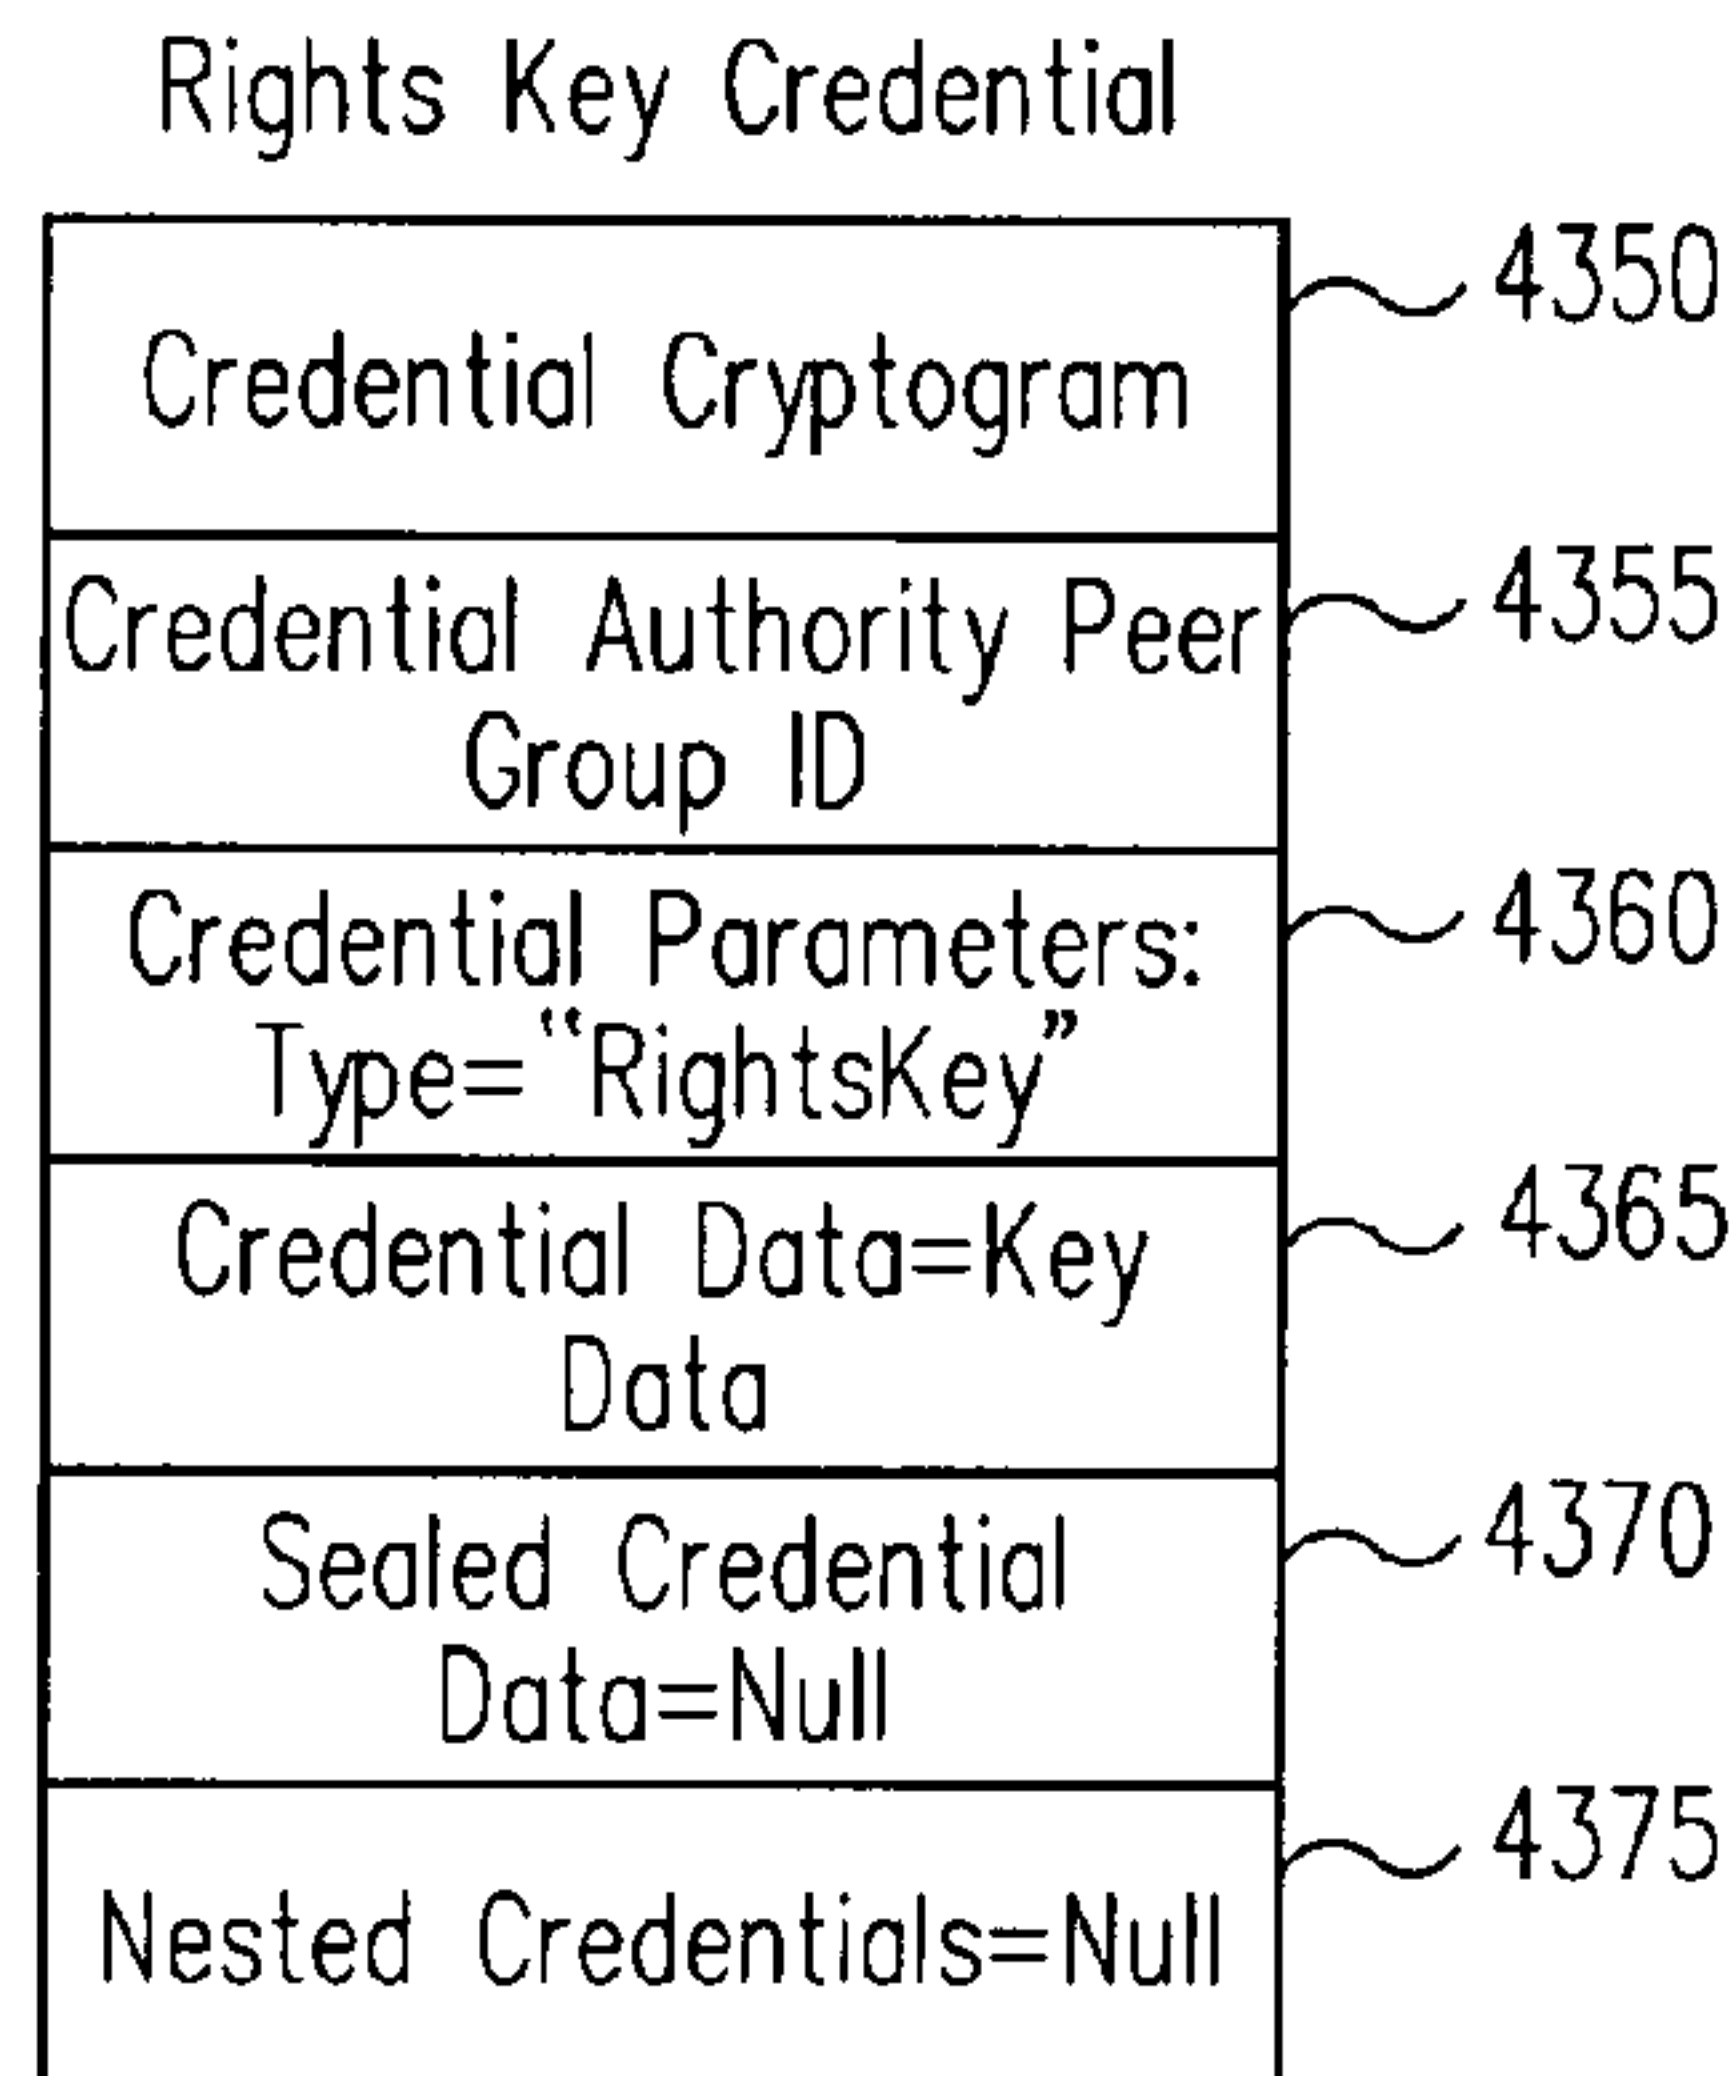 Rights Key Credential
4350
Credential Cryptogram
4355
Credential Authority Peer
Group ID
4360
Credential Parameters:
Type=“RightsKey”
4365
Credential Data=Key
Data
4370
Sealed Credential
Data=Null
4375
Nested Credentials=Null